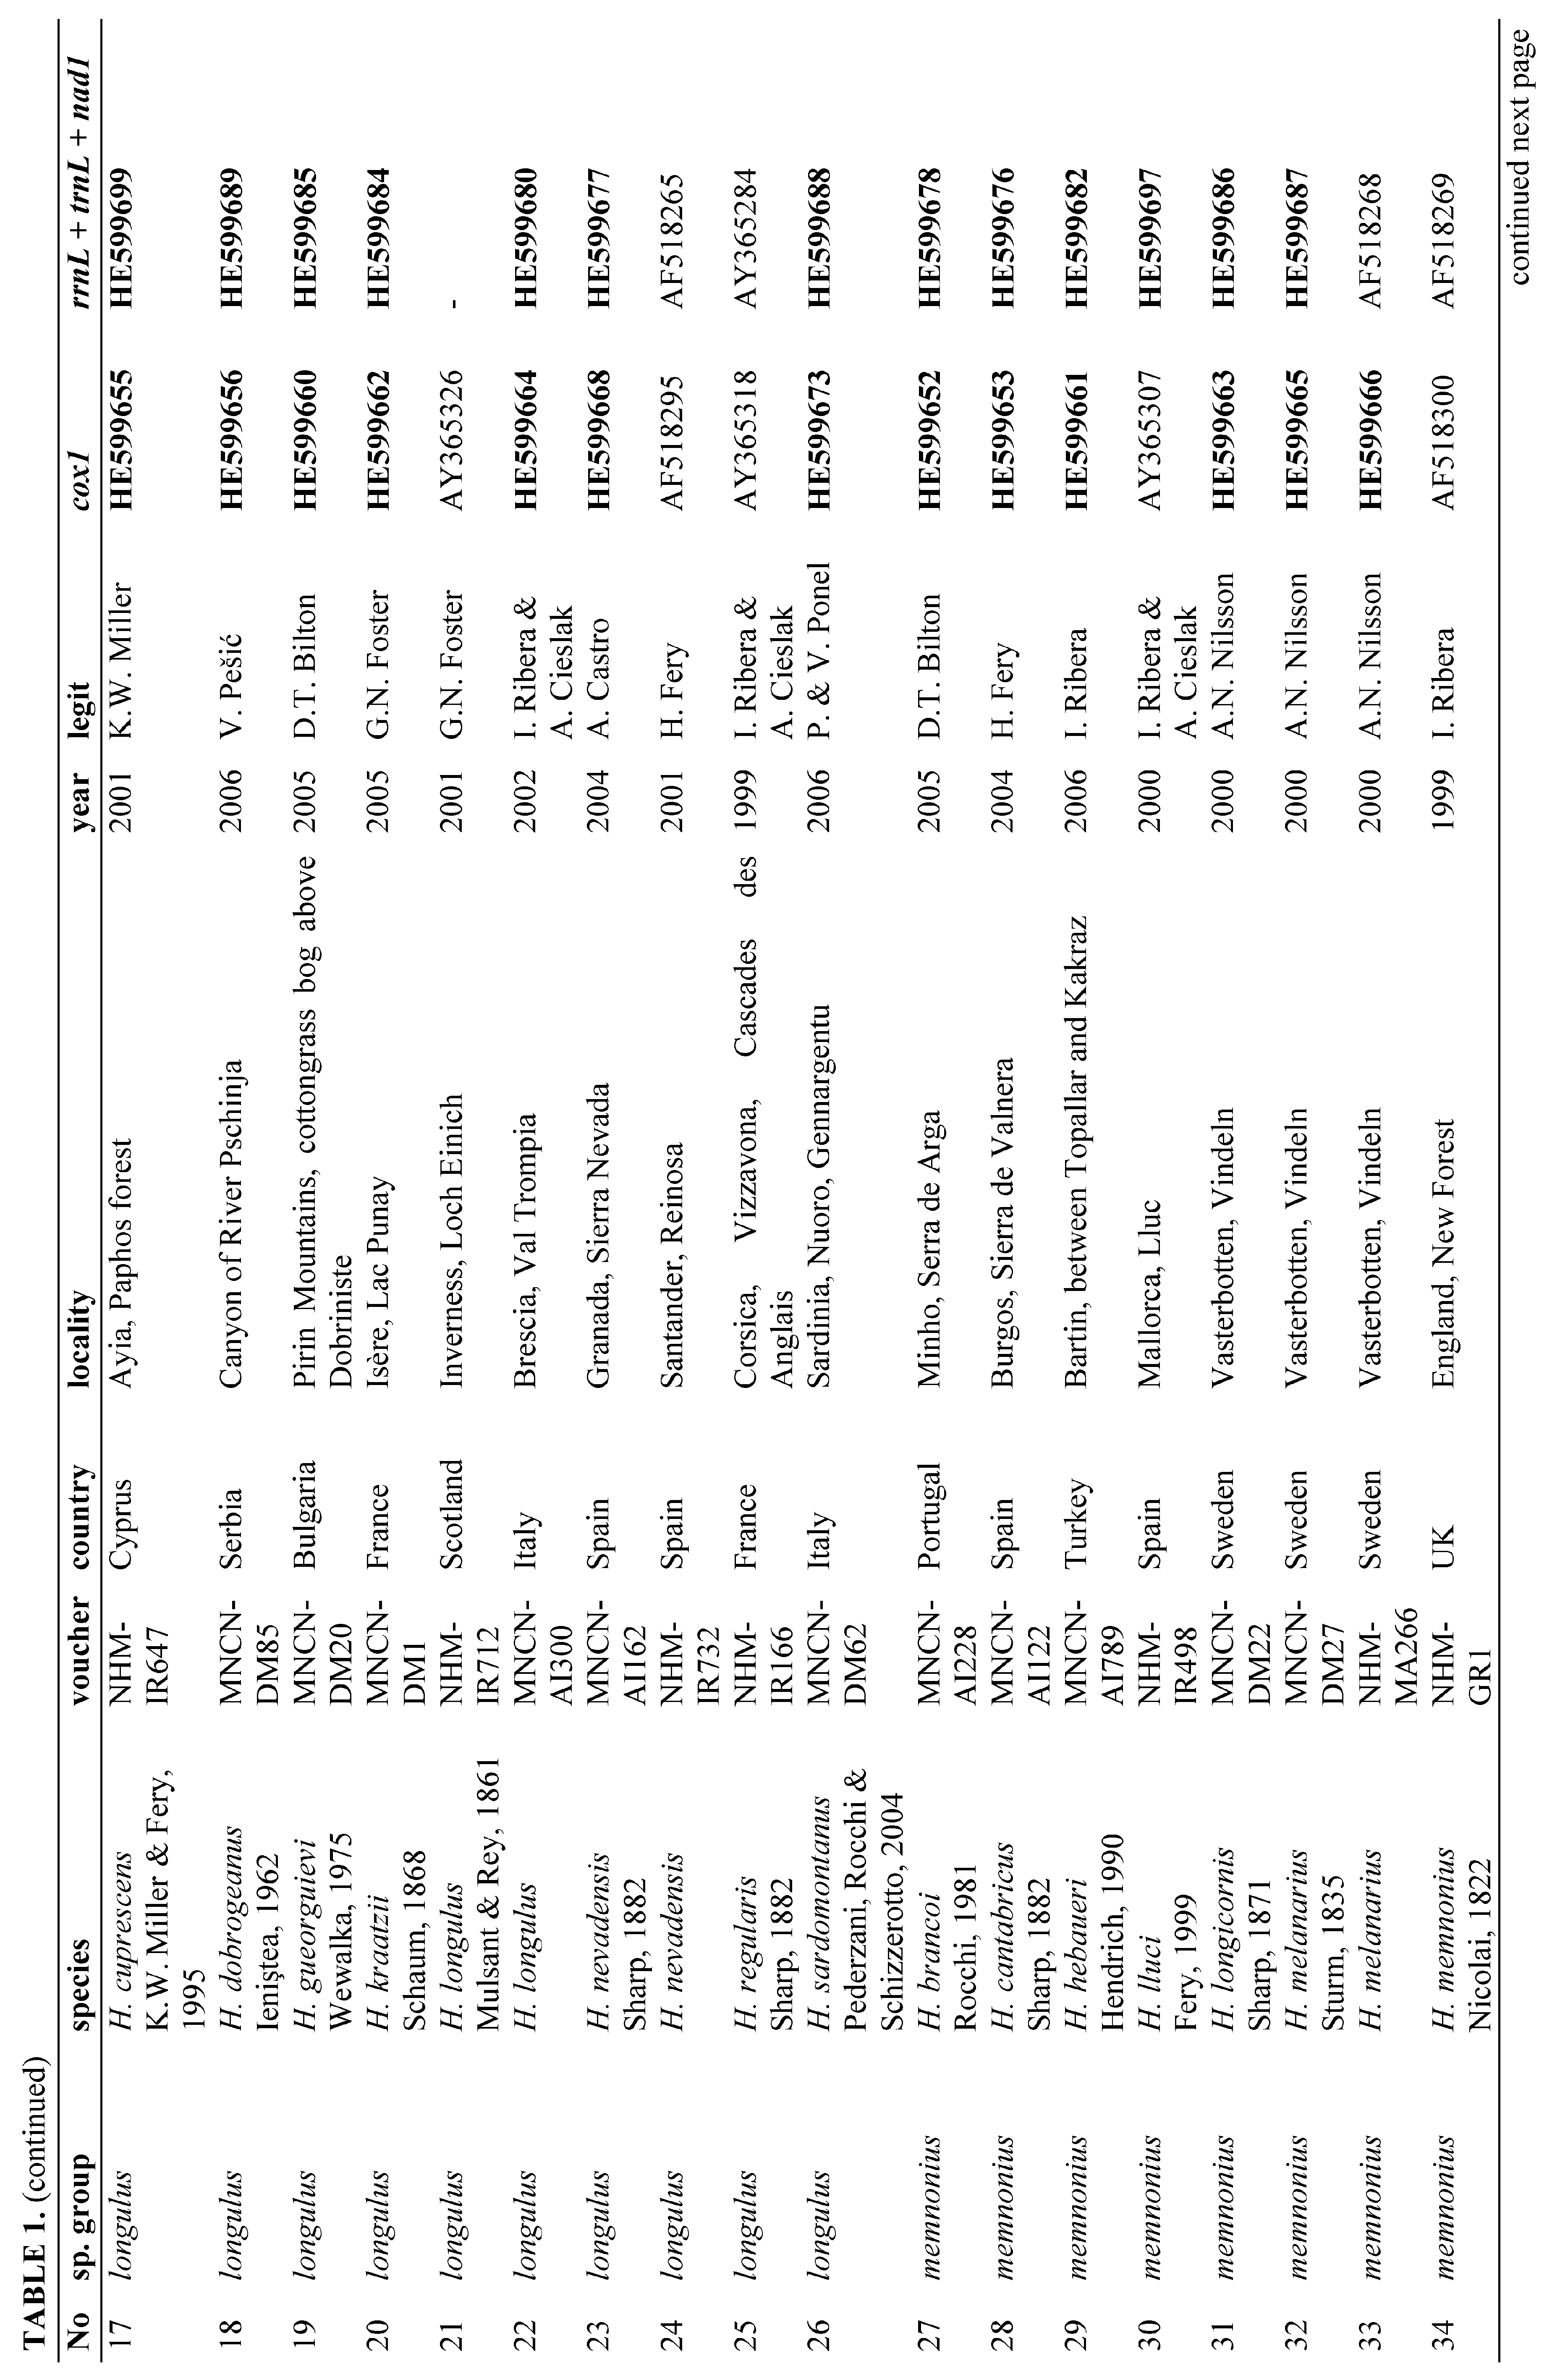 TABLE 1. (continued)
No sp. group species voucher country locality year legit cox1 rrnL + trnL + nad1
17 longulus H. cuprescens NHM- Cyprus Ayia, Paphos forest 2001 K.W. Miller HE599655 HE599699
K.W. Miller & Fery, IR647
1995
18 longulus H. dobrogeanus MNCN- Serbia Canyon of River Pschinja 2006 V. Pešić HE599656 HE599689
Ieniştea, 1962 DM85
19 longulus H. gueorguievi MNCN- Bulgaria Pirin Mountains, cottongrass bog above 2005 D.T. Bilton HE599660 HE599685
Wewalka, 1975 DM20 Dobriniste
20 longulus H. kraatzii MNCN- France Isère, Lac Punay 2005 G.N. Foster HE599662 HE599684
Schaum, 1868 DM1
21 longulus H. longulus NHM- Scotland Inverness, Loch Einich 2001 G.N. Foster AY365326 -
Mulsant & Rey, 1861 IR712
22 longulus H. longulus MNCN- Italy Brescia, Val Trompia 2002 I. Ribera & HE599664 HE599680
AI300 A. Cieslak
23 longulus H. nevadensis MNCN- Spain Granada, Sierra Nevada 2004 A. Castro HE599668 HE599677
Sharp, 1882 AI162
24 longulus H. nevadensis NHM- Spain Santander, Reinosa 2001 H. Fery AF518295 AF518265
IR732
25 longulus H. regularis NHM- France Corsica, Vizzavona, Cascades des 1999 I. Ribera & AY365318 AY365284
Sharp, 1882 IR166 Anglais A. Cieslak
26 longulus H. sardomontanus MNCN- Italy Sardinia, Nuoro, Gennargentu 2006 P. & V. Ponel HE599673 HE599688
Pederzani, Rocchi & DM62
Schizzerotto, 2004
27 memnonius H. brancoi MNCN- Portugal Minho, Serra de Arga 2005 D.T. Bilton HE599652 HE599678
Rocchi, 1981 AI228
28 memnonius H. cantabricus MNCN- Spain Burgos, Sierra de Valnera 2004 H. Fery HE599653 HE599676
Sharp, 1882 AI122
29 memnonius H. hebaueri MNCN- Turkey Bartin, between Topallar and Kakraz 2006 I. Ribera HE599661 HE599682
Hendrich, 1990 AI789
30 memnonius H. lluci NHM- Spain Mallorca, Lluc 2000 I. Ribera & AY365307 HE599697
Fery, 1999 IR498 A. Cieslak
31 memnonius H. longicornis MNCN- Sweden Vasterbotten, Vindeln 2000 A.N. Nilsson HE599663 HE599686
Sharp, 1871 DM22
32 memnonius H. melanarius MNCN- Sweden Vasterbotten, Vindeln 2000 A.N. Nilsson HE599665 HE599687
Sturm, 1835 DM27
33 memnonius H. melanarius NHM- Sweden Vasterbotten, Vindeln 2000 A.N. Nilsson HE599666 AF518268
MA266
34 memnonius H. memnonius NHM- UK England, New Forest 1999 I. Ribera AF518300 AF518269
Nicolai, 1822 GR1
continued next page